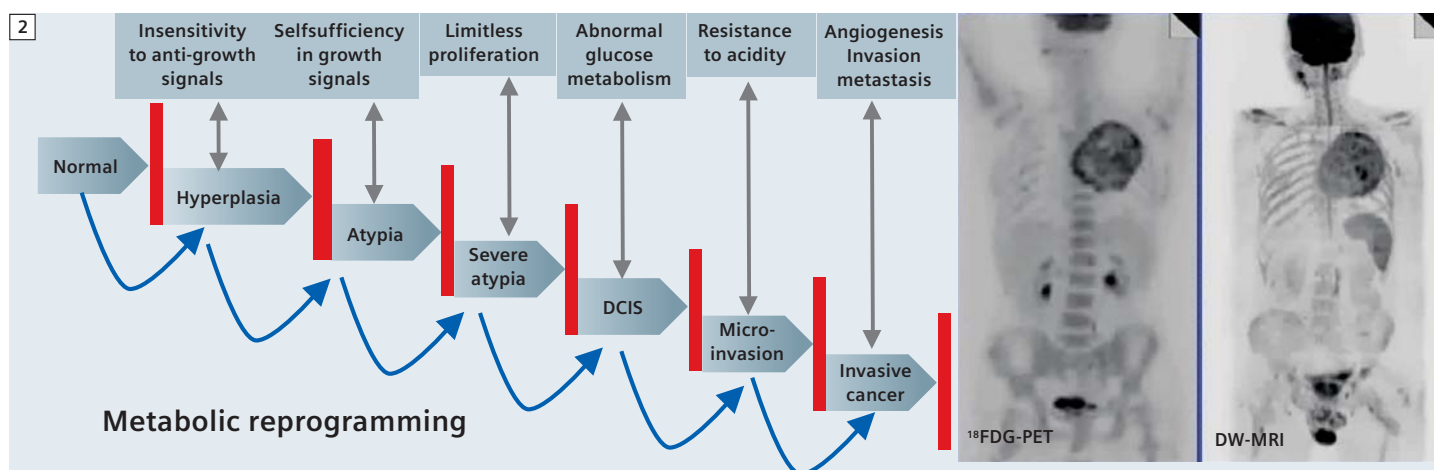 2
Insensitivity
to anti-growth
signals
Selfsufficiency
in growth
signals
Limitless
proliferation
Abnormal
glucose
metabolism
Resistance
to acidity
Angiogenesis
Invasion
metastasis
Normal
Hyperplasia
Atypia
Severe
atypia
DCIS
Micro-
invasion
Invasive
cancer
Metabolic reprogramming
¹⁸FDG-PET
DW-MRI